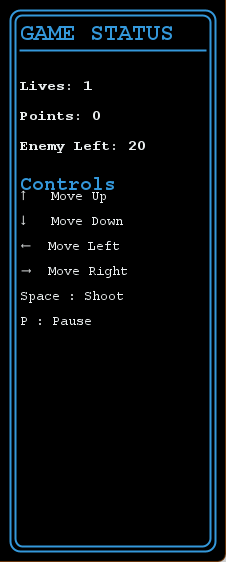 GAME STATUS
Lives: 1
Points: 0
Enemy Left: 20
Controls
↑ Move Up
↓ Move Down
← Move Left
→ Move Right
Space : Shoot
P : Pause